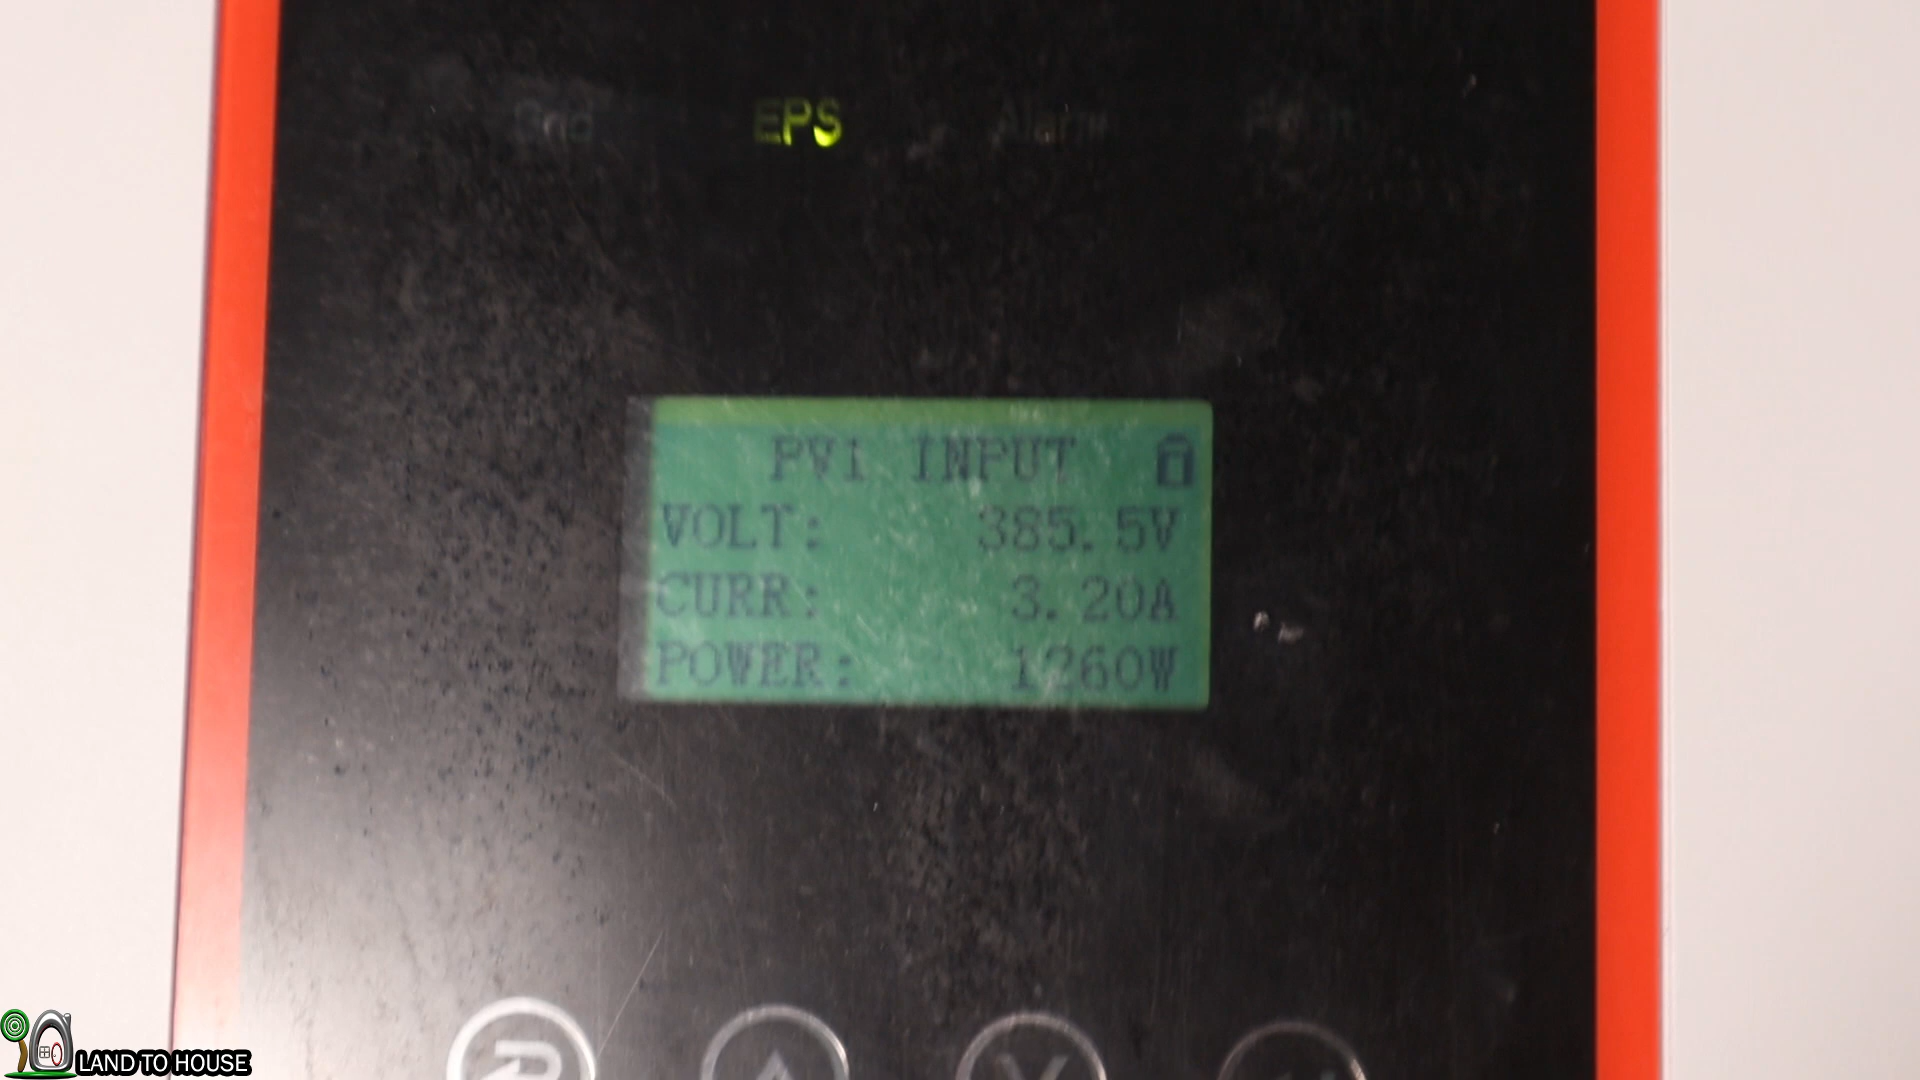 EPS
Alarm
PV1 INPUT
VOLT: 385.5V
CURR: 3.20A
POWER: 1260W
LAND TO HOUSE